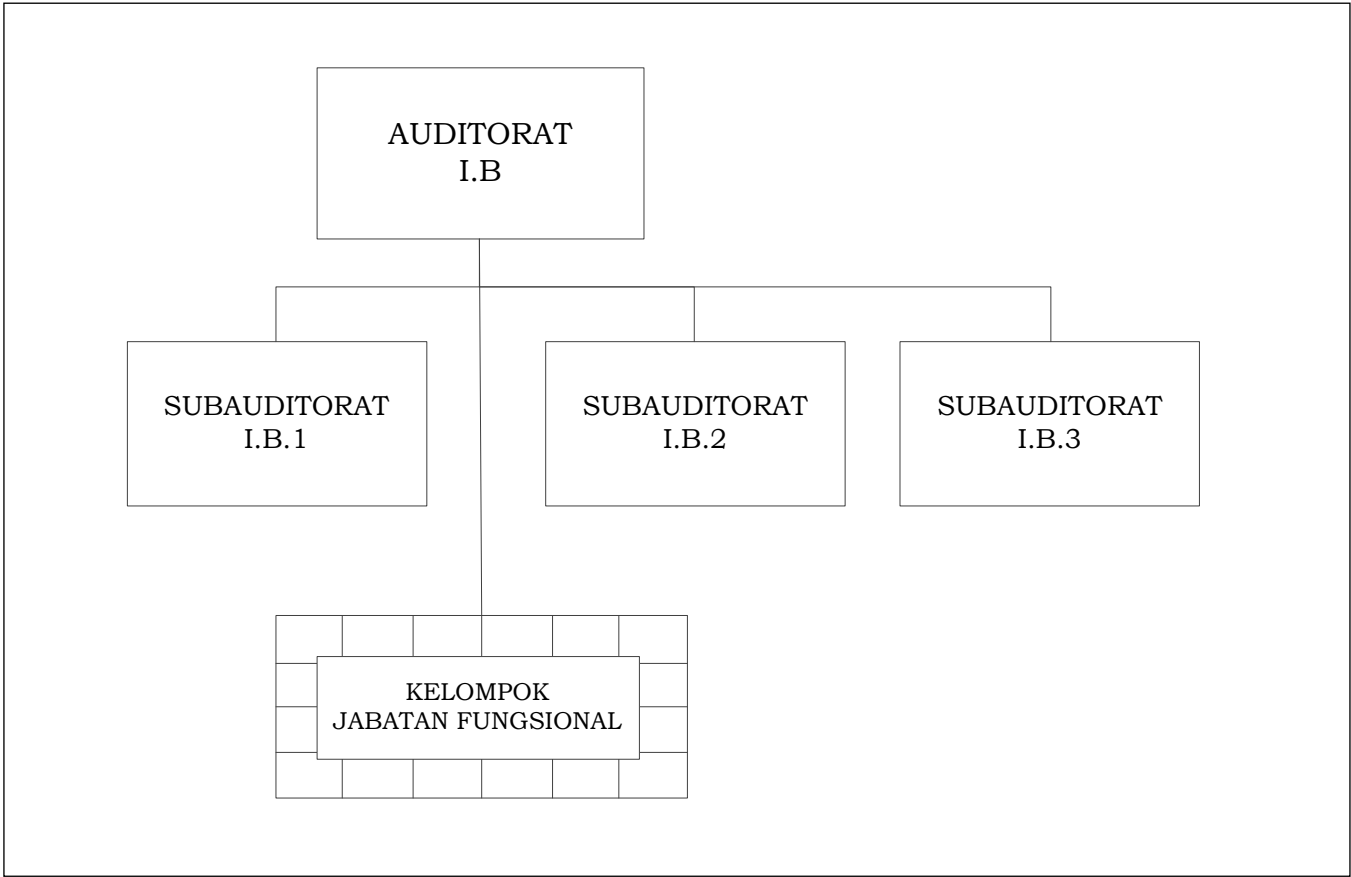 AUDITORAT
I.B
SUBAUDITORAT
I.B.1
SUBAUDITORAT
I.B.2
SUBAUDITORAT
I.B.3
KELOMPOK
JABATAN FUNGSIONAL